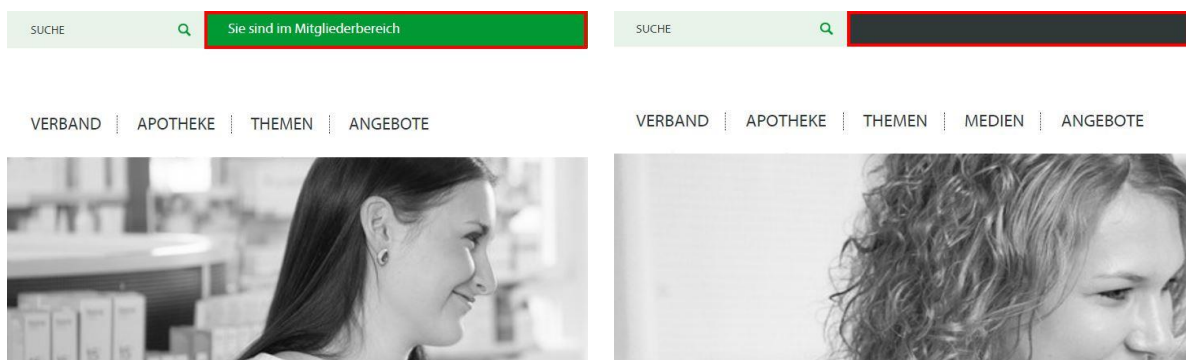 SUCHE
Sie sind im Mitgliederbereich
VERBAND APOTHEKE THEMEN ANGEBOTE
SUCHE
VERBAND APOTHEKE THEMEN MEDIEN ANGEBOTE